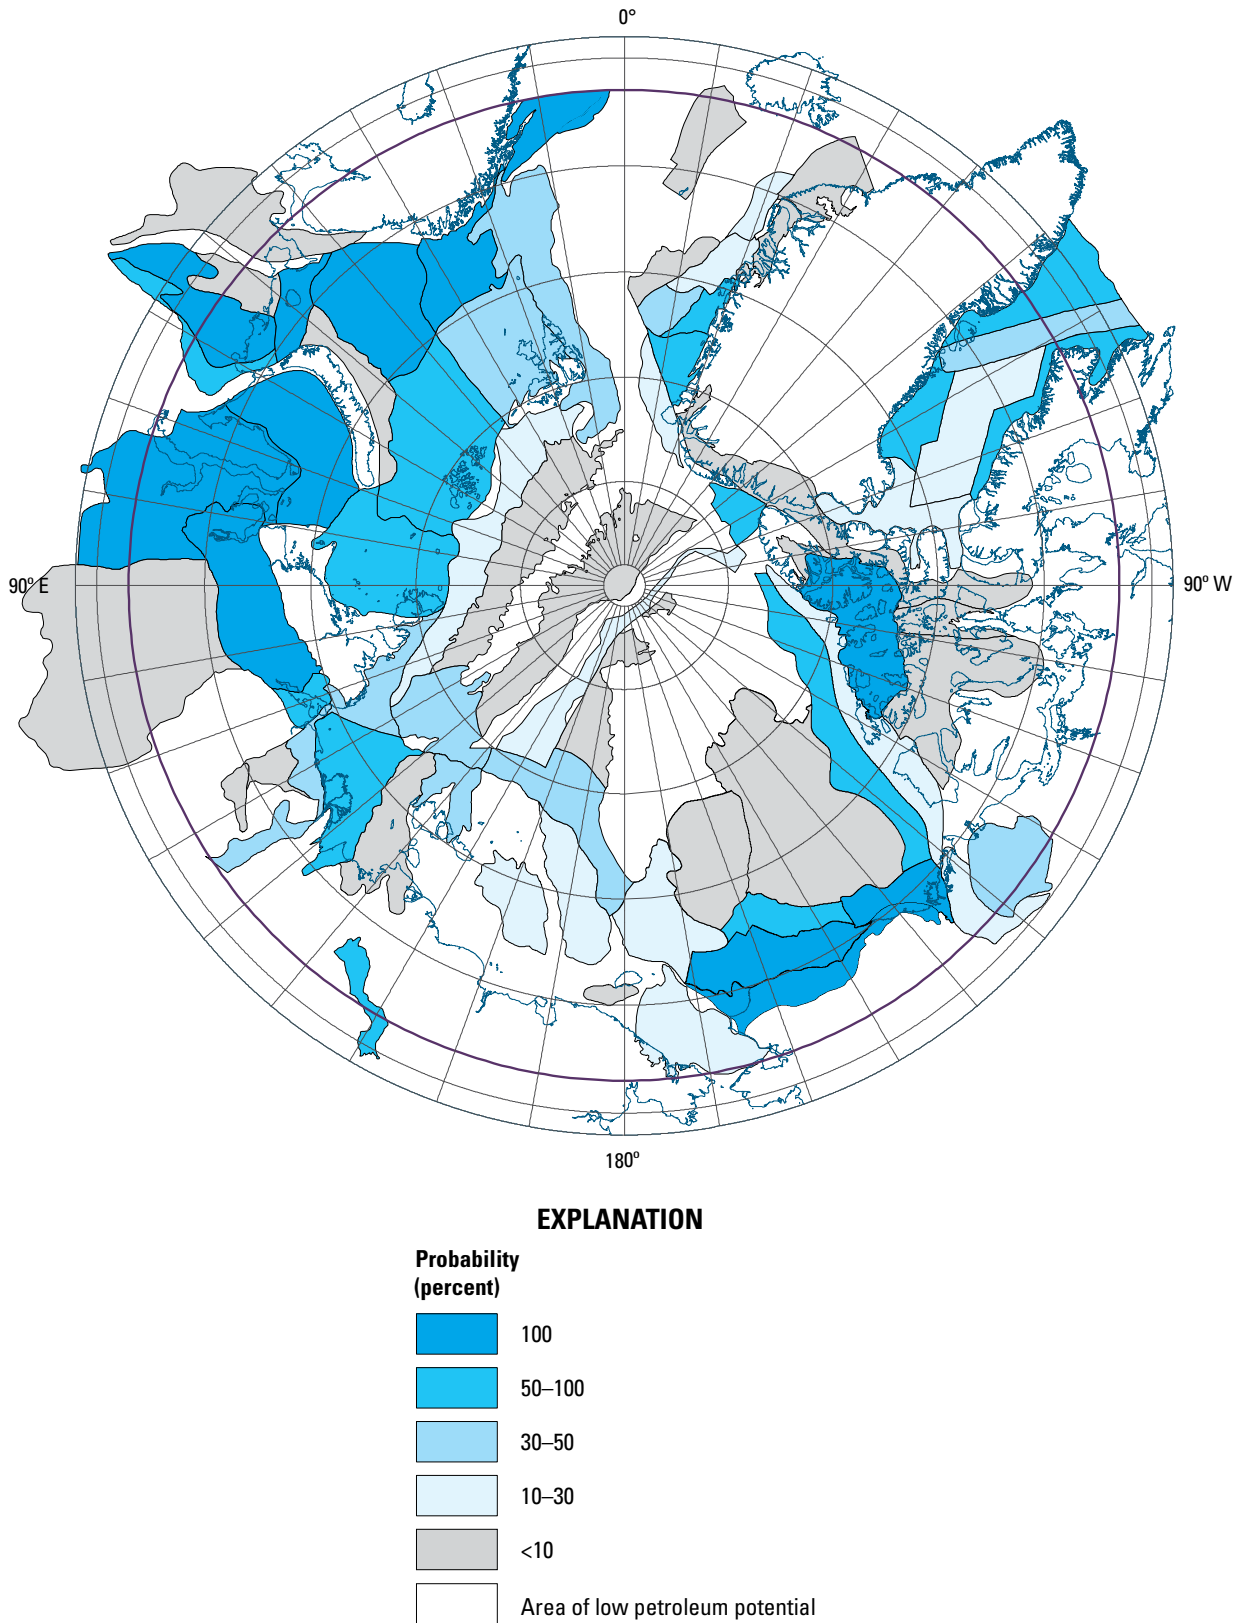 0°
90° E
90° W
180°
EXPLANATION
Probability
(percent)
100
50–100
30–50
10–30
<10
Area of low petroleum potential